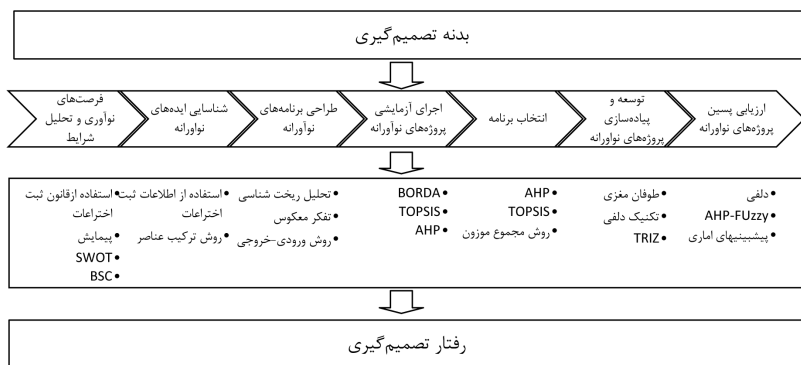 بدنه تصمیم‌گیری
فرصت‌های
نوآوری و تحلیل
شرایط
شناسایی ایده‌های
نواورانه
طراحی برنامه‌های
نوآورانه
اجرای آزمایشی
پروژه‌های نوآورانه
انتخاب برنامه
توسعه و
پیاده‌سازی
پروژه‌های نواورانه
ارزیابی پسین
پروژه‌های نواورانه
•استفاده ازقانون ثبت
اختراعات
•پیمایش
•SWOT
•BSC
•استفاده از اطلاعات ثبت
اختراعات
•روش ترکیب عناصر
•تحلیل ریخت شناسی
•تفکر معکوس
•روش ورودی-خروجی
•BORDA
•TOPSIS
•AHP
•AHP
•TOPSIS
•روش مجموع موزون
•طوفان مغزی
•تکنیک دلفی
•TRIZ
•دلفی
•AHP-FUzzy
•پیشبینیهای اماری
رفتار تصمیم‌گیری